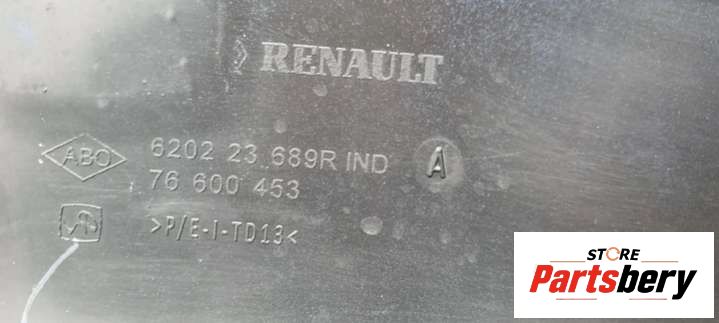 RENAULT
ABO 6202 23 689R IND A
76 600 453
>P/E-I-TD13<
STORE
Partsbery